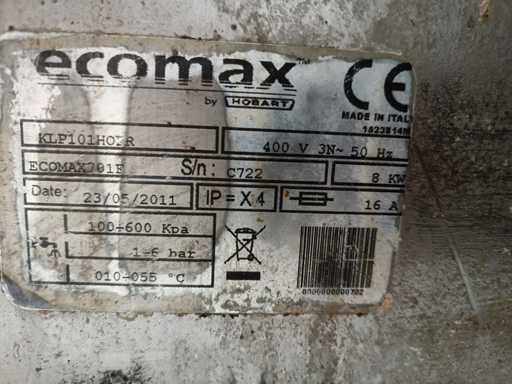 ecomax
by HOBART
CE
MADE IN ITALY
400 V 3N~ 50 Hz
ECOMAX701E S/n: C722 8 KW
Date: 23/05/2011 IP=X4 16 A
100-600 Kpa
1-6 bar
010-055 °C